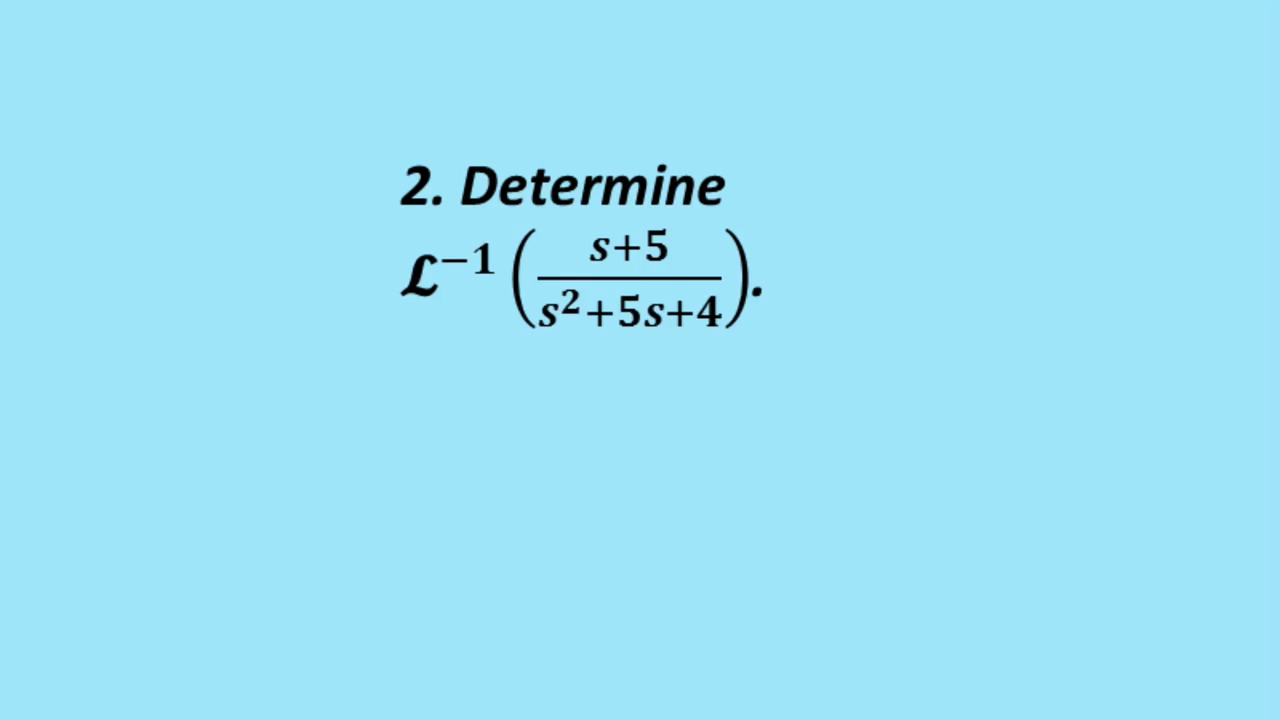 2. Determine
ℒ⁻¹ (s+5 / s²+5s+4).